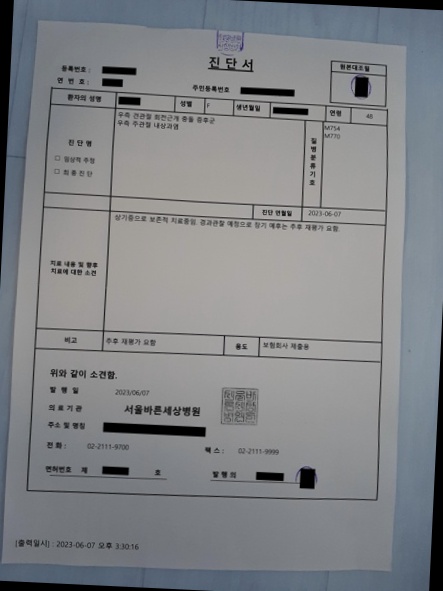 진 단 서
원본대조필
등록번호 :
연 번 호 :
주민등록번호
환자의 성명 성별 F 생년월일 연령 48
진 단 명
□ 임상적 추정
□ 최 종 진 단
우측 견관절 회전근개 충돌 증후군
우측 주관절 내상과염
질병분류기호
M754
M770
진단 연월일 2023-06-07
치료 내용 및 향후
치료에 대한 소견
상기증으로 보존적 치료중임. 경과관찰 예정으로 장기 예후는 추후 재평가 요함.
비고 추후 재평가 요함 용도 보험회사 제출용
위와 같이 소견함.
발 행 일 2023/06/07
의 료 기 관 서울바른세상병원
주소 및 명칭
전 화 : 02-2111-9700 팩 스 : 02-2111-9999
면허번호 제 호 발 행 의
[출력일시] : 2023-06-07 오후 3:30:16